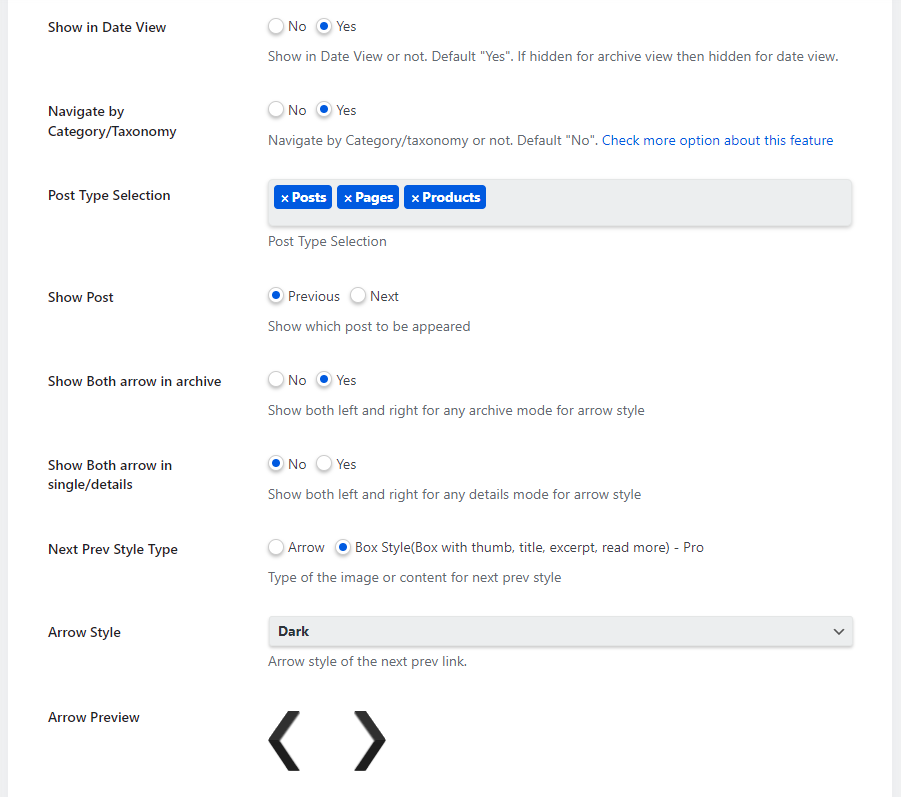 Show in Date View
No Yes
Show in Date View or not. Default "Yes". If hidden for archive view then hidden for date view.
Navigate by
Category/Taxonomy
No Yes
Navigate by Category/taxonomy or not. Default "No". Check more option about this feature
Post Type Selection
× Posts × Pages × Products
Post Type Selection
Show Post
Previous Next
Show which post to be appeared
Show Both arrow in archive
No Yes
Show both left and right for any archive mode for arrow style
Show Both arrow in
single/details
No Yes
Show both left and right for any details mode for arrow style
Next Prev Style Type
Arrow Box Style(Box with thumb, title, excerpt, read more) - Pro
Type of the image or content for next prev style
Arrow Style
Dark
Arrow style of the next prev link.
Arrow Preview